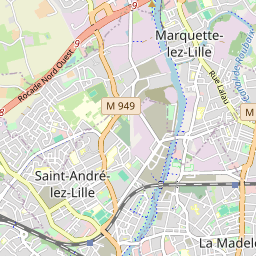 Marquette-
lez-Lille
Rocade Nord Ouest
Rue Lalau
M 949
M
Saint-André-
lez-Lille
La Madele